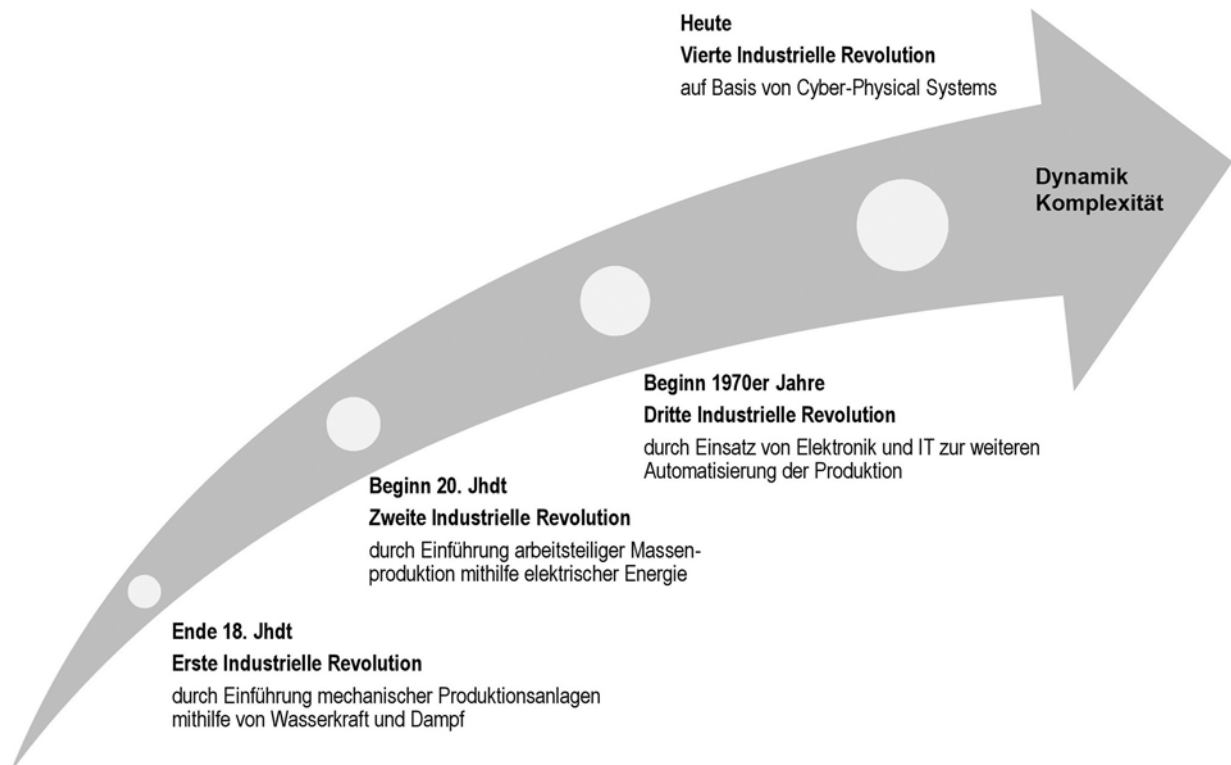 Heute
Vierte Industrielle Revolution
auf Basis von Cyber-Physical Systems
Dynamik
Komplexität
Beginn 1970er Jahre
Dritte Industrielle Revolution
durch Einsatz von Elektronik und IT zur weiteren
Automatisierung der Produktion
Beginn 20. Jhdt
Zweite Industrielle Revolution
durch Einführung arbeitsteiliger Massen-
produktion mithilfe elektrischer Energie
Ende 18. Jhdt
Erste Industrielle Revolution
durch Einführung mechanischer Produktionsanlagen
mithilfe von Wasserkraft und Dampf